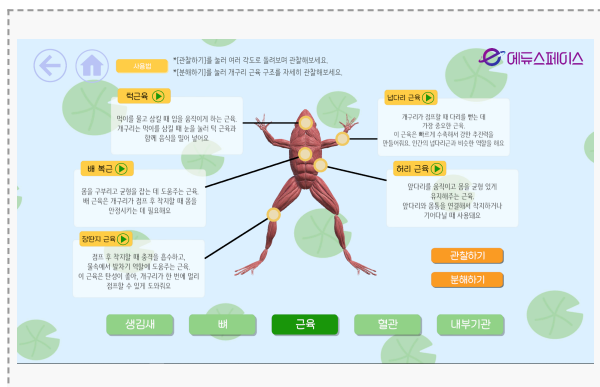 사용법
*[관찰하기]를 눌러 여러 각도로 돌려보며 관찰해보세요.
*[분해하기]를 눌러 개구리 근육 구조를 자세히 관찰해보세요.
에듀스페이스
턱근육
먹이를 물고 삼킬 때 입을 움직이게 하는 근육.
개구리는 먹이를 삼킬 때 눈을 눌러 턱 근육과
함께 음식을 밀어 넣어요
넙다리 근육
개구리가 점프할 때 다리를 뻗는 데
가장 중요한 근육.
이 근육은 빠르게 수축해서 강한 추진력을
만들어줘요. 인간의 넙다리근과 비슷한 역할을 해요
배 복근
몸을 구부리고 균형을 잡는 데 도움주는 근육.
배 근육은 개구리가 점프 후 착지할 때 몸을
안정시키는 데 필요해요
허리 근육
앞다리를 움직이고 몸을 균형 있게
유지해주는 근육.
앞다리와 몸통을 연결해서 착지하거나
기어다닐 때 사용돼요
장딴지 근육
점프 후 착지할 때 충격을 흡수하고,
물속에서 발차기 역할에 도움주는 근육.
이 근육은 탄성이 좋아, 개구리가 한 번에 멀리
점프할 수 있게 도와줘요
관찰하기
분해하기
생김새
뼈
근육
혈관
내부기관